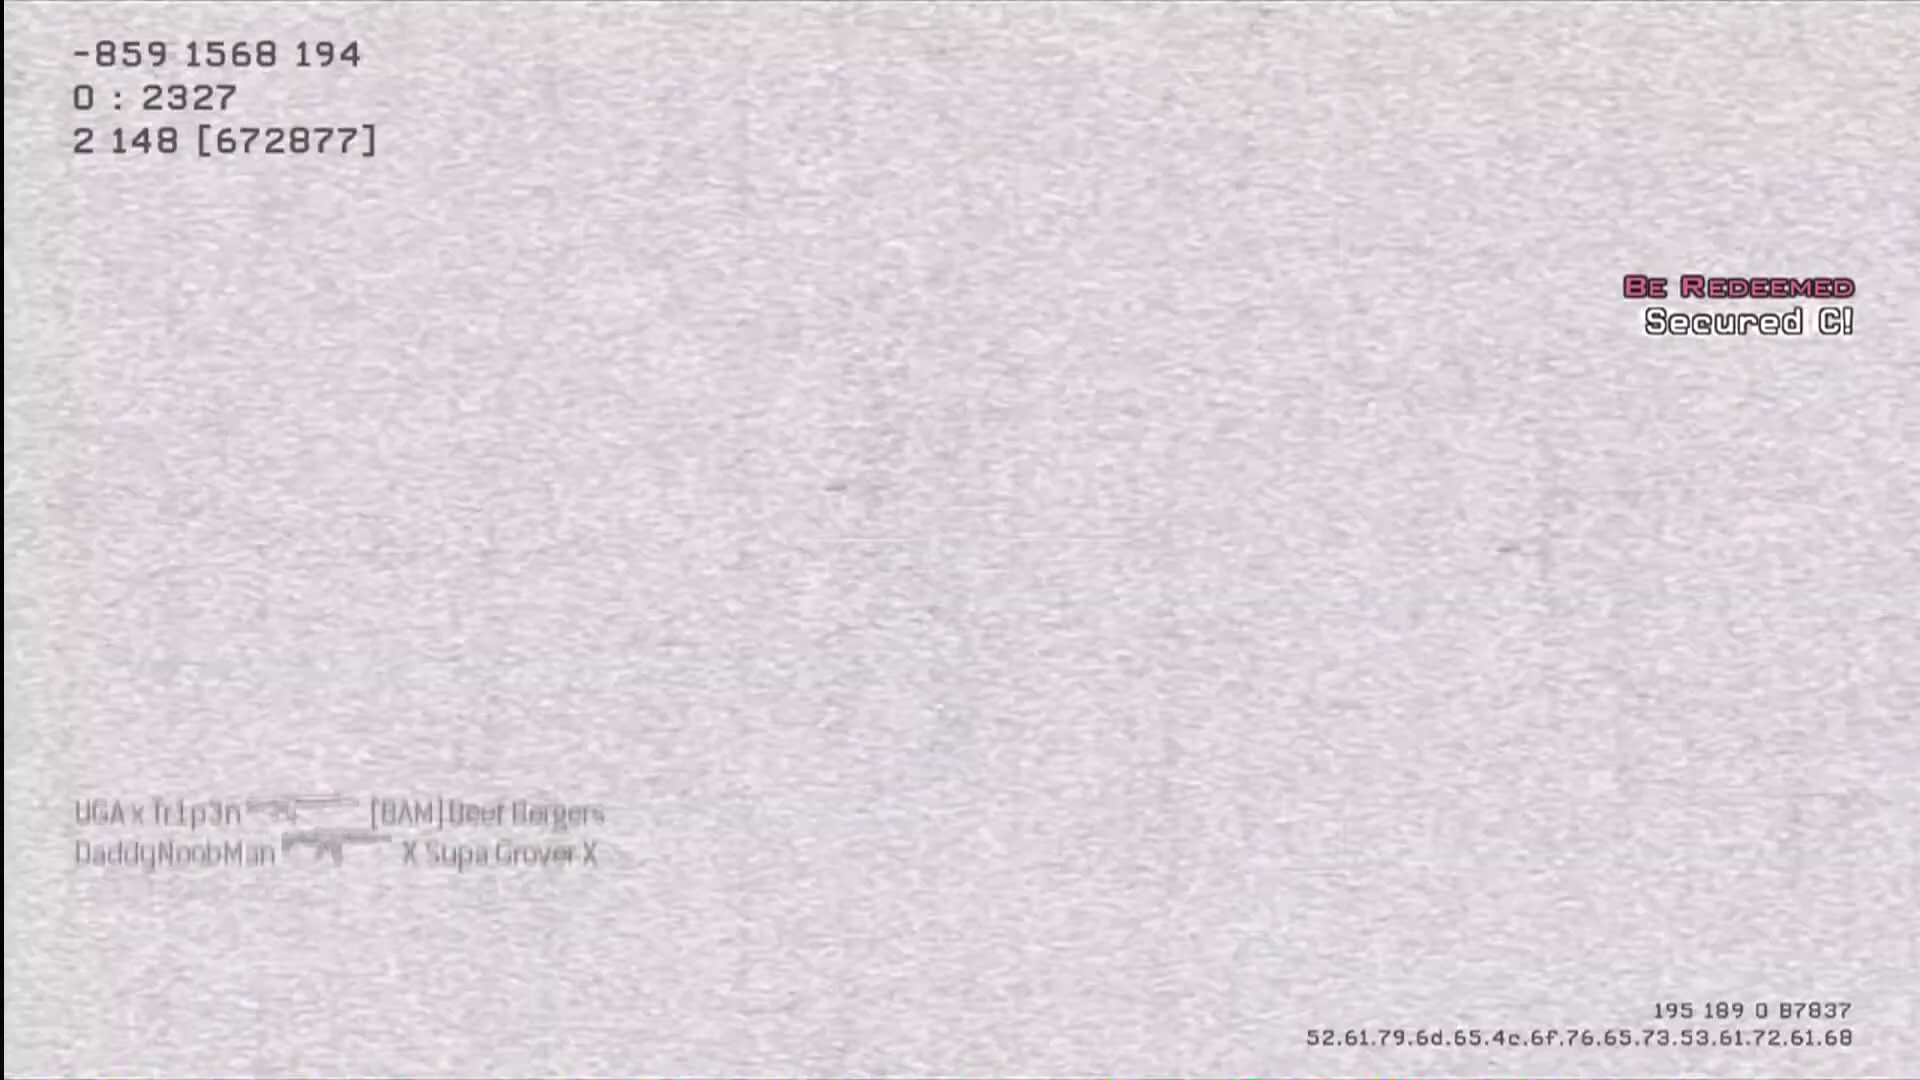 -859 1568 194
0 : 2327
2 148 [672877]
Be Redeemed
Secured C!
UGA x Tr1p3n [BAM]Beef Bergers
DaddyNoobMan X Supa Grover X
195 189 0 B7837
52.61.79.6d.65.4c.6f.76.65.73.53.61.72.61.68